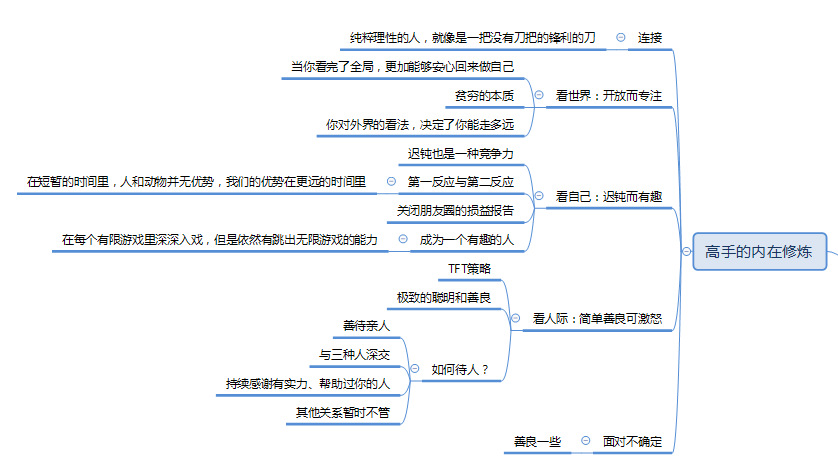 纯粹理性的人，就像是一把没有刀把的锋利的刀
连接
当你看完了全局，更加能够安心回来做自己
贫穷的本质
看世界：开放而专注
你对外界的看法，决定了你能走多远
迟钝也是一种竞争力
在短暂的时间里，人和动物并无优势，我们的优势在更远的时间里
第一反应与第二反应
看自己：迟钝而有趣
关闭朋友圈的损益报告
在每个有限游戏里深深入戏，但是依然有跳出无限游戏的能力
成为一个有趣的人
高手的内在修炼
TFT策略
极致的聪明和善良
看人际：简单善良可激怒
善待亲人
与三种人深交
如何待人？
持续感谢有实力、帮助过你的人
其他关系暂时不管
善良一些
面对不确定